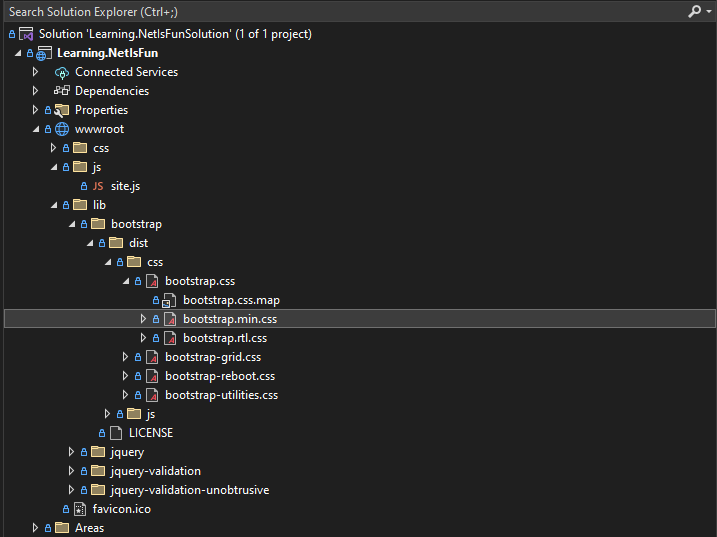 Search Solution Explorer (Ctrl+;)
Solution 'Learning.NetIsFunSolution' (1 of 1 project)
Learning.NetIsFun
Connected Services
Dependencies
Properties
wwwroot
css
js
JS site.js
lib
bootstrap
dist
css
bootstrap.css
bootstrap.css.map
bootstrap.min.css
bootstrap.rtl.css
bootstrap-grid.css
bootstrap-reboot.css
bootstrap-utilities.css
js
LICENSE
jquery
jquery-validation
jquery-validation-unobtrusive
favicon.ico
Areas